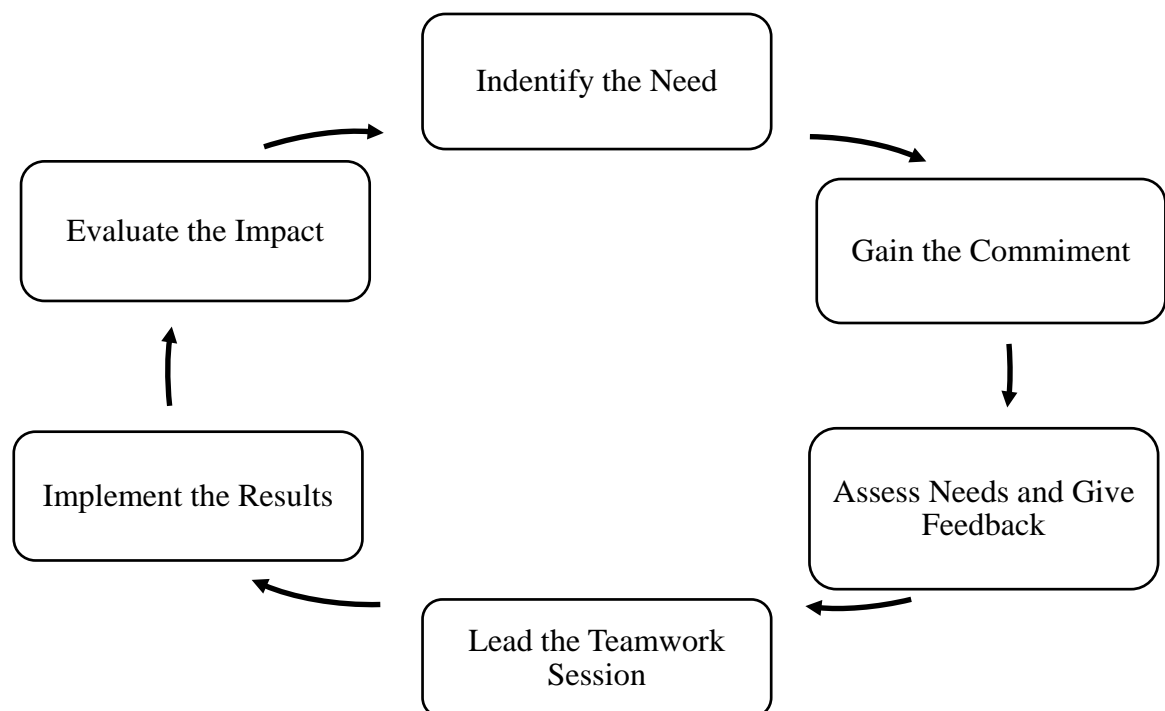 Indentify the Need
Gain the Commiment
Assess Needs and Give
Feedback
Lead the Teamwork
Session
Implement the Results
Evaluate the Impact